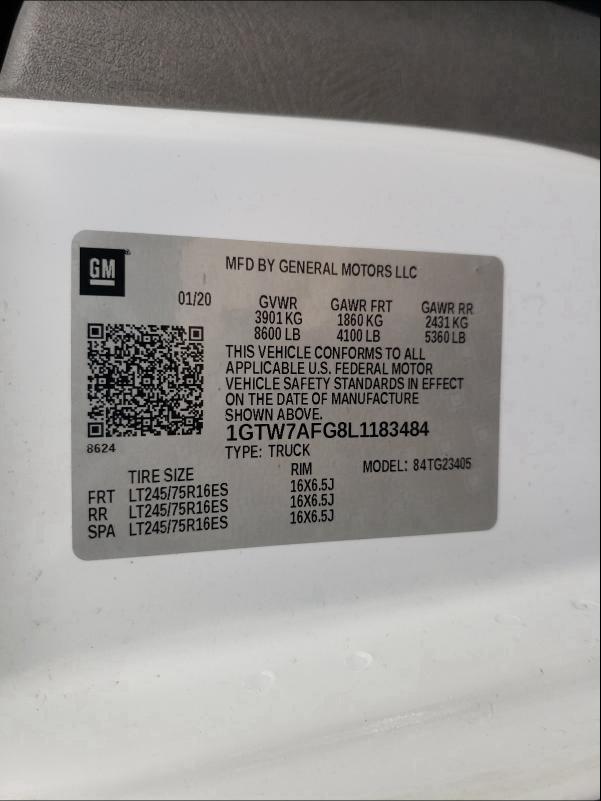 GM
MFD BY GENERAL MOTORS LLC
01/20 GVWR GAWR FRT GAWR RR
3901 KG 1860 KG 2431 KG
8600 LB 4100 LB 5360 LB
THIS VEHICLE CONFORMS TO ALL
APPLICABLE U.S. FEDERAL MOTOR
VEHICLE SAFETY STANDARDS IN EFFECT
ON THE DATE OF MANUFACTURE
SHOWN ABOVE.
1GTW7AFG8L1183484
8624
TYPE: TRUCK MODEL: 84TG23405
TIRE SIZE RIM
FRT LT245/75R16ES 16X6.5J
RR LT245/75R16ES 16X6.5J
SPA LT245/75R16ES 16X6.5J